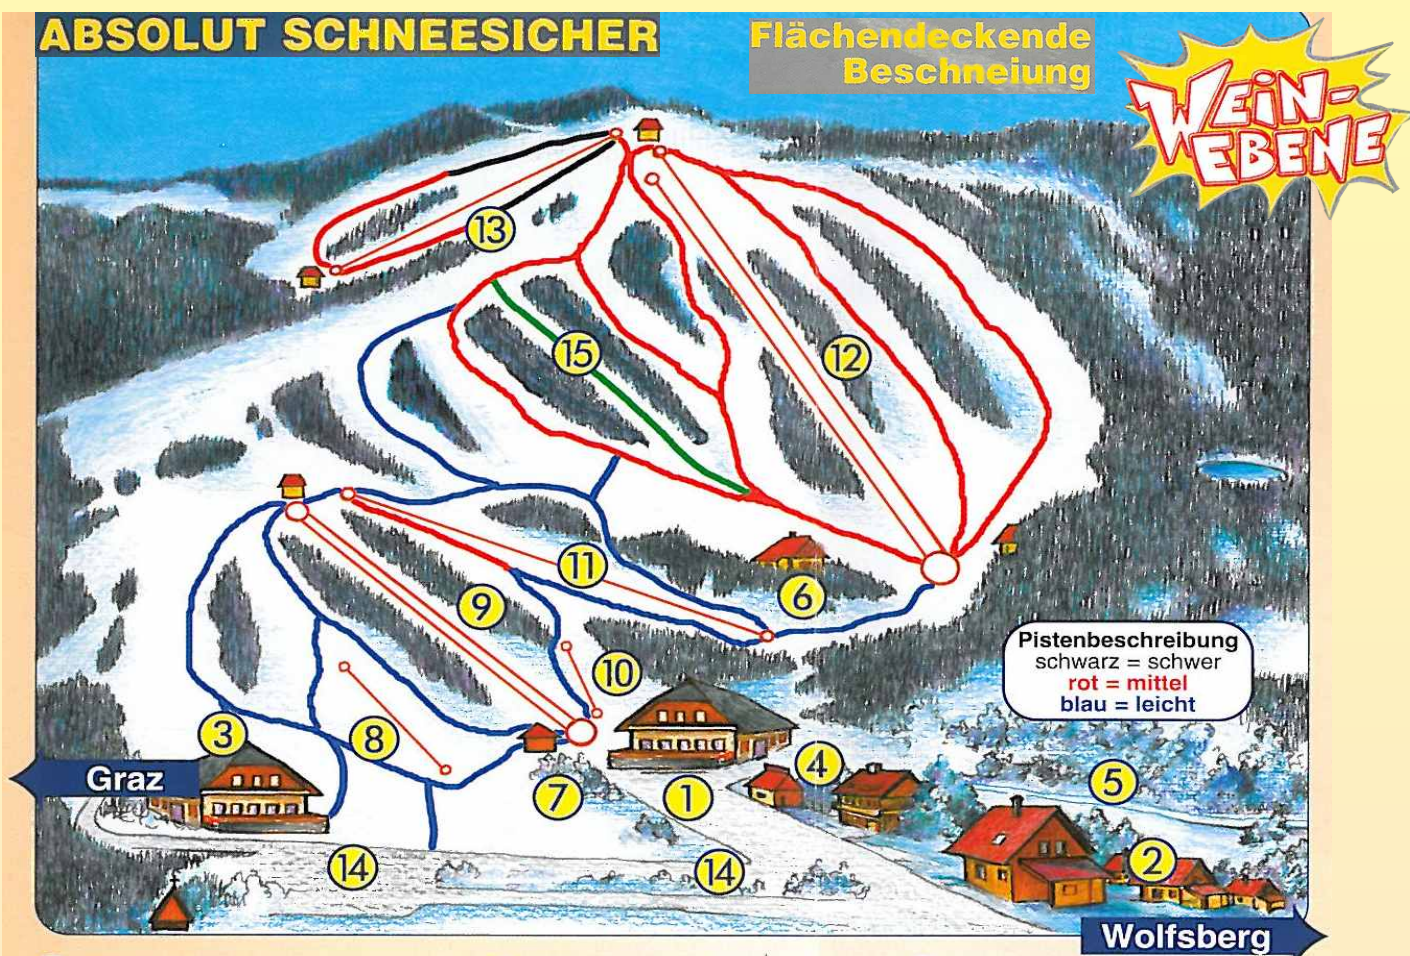 ABSOLUT SCHNEESICHER
Flächendeckende
Beschneiung
WEIN-
EBENE
13
15
12
11
9
6
10
Pistenbeschreibung
schwarz = schwer
rot = mittel
blau = leicht
3
8
4
Graz
7
1
5
14
14
2
Wolfsberg